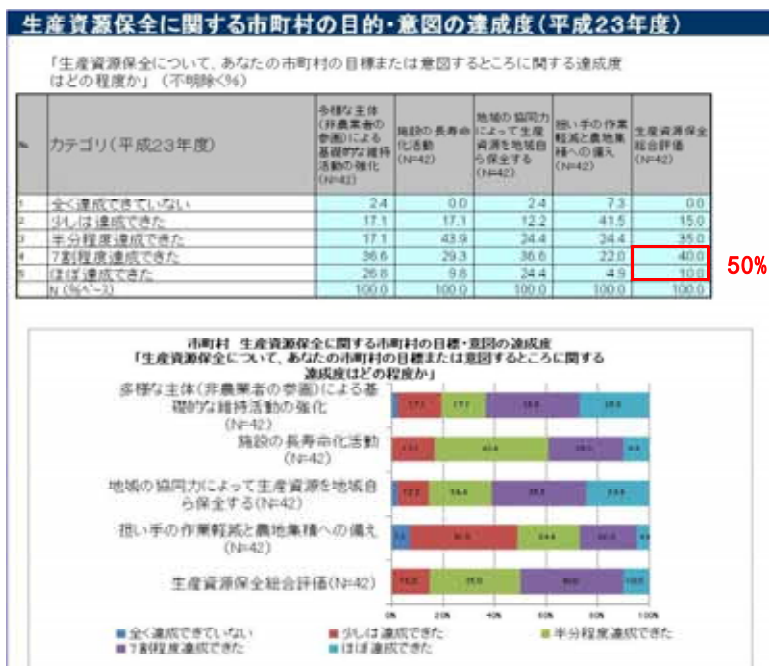 生産資源保全に関する市町村の目的・意図の達成度(平成23年度)
「生産資源保全について、あなたの市町村の目標または意図するところに関する達成度
はどの程度か」(不明除く%)
カテゴリ(平成23年度)
多様な主体
(非農業者の
参画)による
基礎的な維持
活動の強化
(N=42)
施設の長寿命
化活動
(N=42)
地域の協同力
によって生産
資源を地域自
ら保全する
(N=42)
担い手の作業
軽減と農地集
積への備え
(N=42)
生産資源保全
総合評価
(N=42)
1 全く達成できていない 2.4 0.0 2.4 7.3 0.0
2 少しは達成できた 17.1 17.1 12.2 41.5 15.0
3 半分程度達成できた 17.1 43.9 24.4 24.4 35.0
4 7割程度達成できた 36.6 29.3 36.6 22.0 40.0
5 ほぼ達成できた 26.8 9.8 24.4 4.9 10.0
N (%ベース) 100.0 100.0 100.0 100.0 100.0
50%
市町村 生産資源保全に関する市町村の目標・意図の達成度
「生産資源保全について、あなたの市町村の目標または意図するところに関する
達成度はどの程度か」
多様な主体(非農業者の参画)による基
礎的な維持活動の強化
(N=42)
施設の長寿命化活動
(N=42)
地域の協同力によって生産資源を地域自
ら保全する(N=42)
担い手の作業軽減と農地集積への備え
(N=42)
生産資源保全総合評価(N=42)
0% 20% 40% 60% 80% 100%
全く達成できていない 少しは達成できた 半分程度達成できた
7割程度達成できた ほぼ達成できた